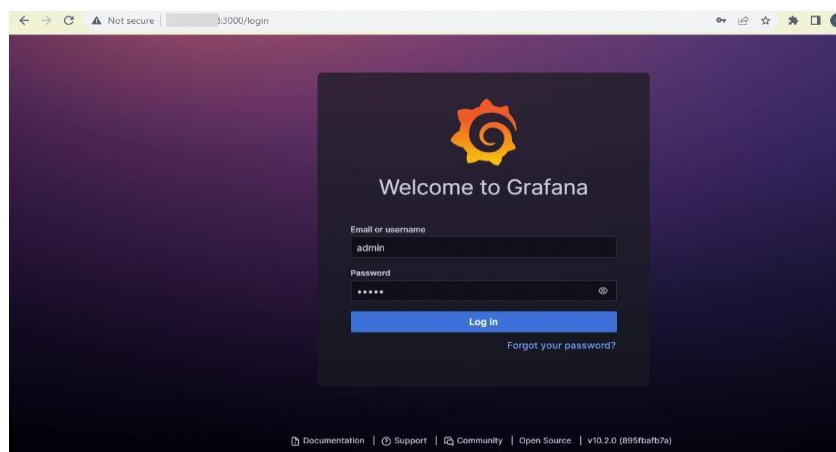 Not secure | 3:3000/login
Welcome to Grafana
Email or username
admin
Password
•••••
Log in
Forgot your password?
Documentation | Support | Community | Open Source | v10.2.0 (895fbafb7a)